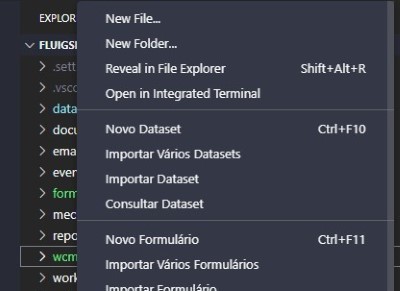 EXPLOR
FLUIGS
.sett
.vsc
data
docu
ema
ever
form
mec
repo
wcm
work
New File...
New Folder...
Reveal in File Explorer Shift+Alt+R
Open in Integrated Terminal
Novo Dataset Ctrl+F10
Importar Vários Datasets
Importar Dataset
Consultar Dataset
Novo Formulário Ctrl+F11
Importar Vários Formulários
Importar Formulário